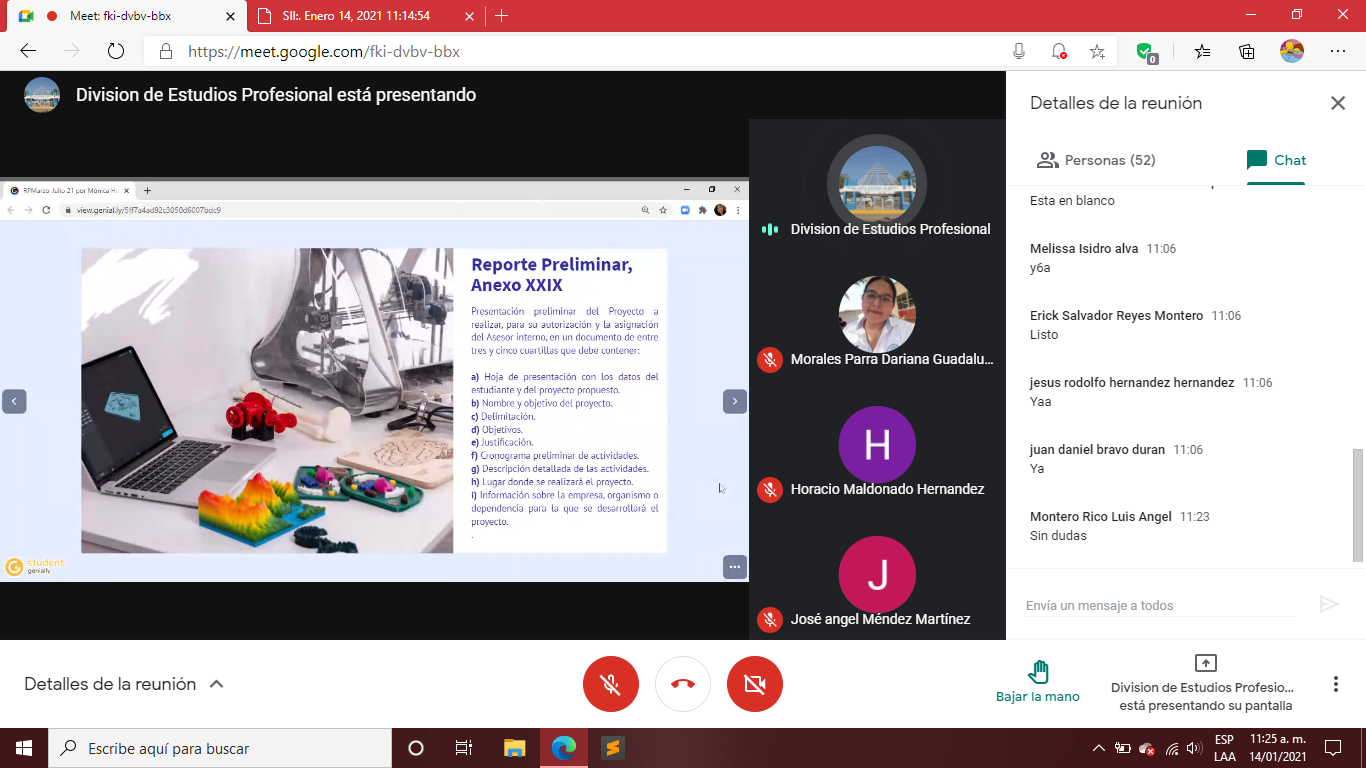 Meet: fki-dvbv-bbx
SII:. Enero 14, 2021 11:14:54
https://meet.google.com/fki-dvbv-bbx
0
Division de Estudios Profesional está presentando
RPMarzo-Julio 21 por Mónica H
view.genial.ly/5ff7a4ad92c3050d6007bdc9
Reporte Preliminar,
Anexo XXIX
Presentación preliminar del Proyecto a
realizar, para su autorización y la asignación
del Asesor interno, en un documento de entre
tres y cinco cuartillas que debe contener:
a) Hoja de presentación con los datos del
estudiante y del proyecto propuesto.
b) Nombre y objetivo del proyecto.
c) Delimitación.
d) Objetivos.
e) Justificación.
f) Cronograma preliminar de actividades.
g) Descripción detallada de las actividades.
h) Lugar donde se realizará el proyecto.
i) Información sobre la empresa, organismo o
dependencia para la que se desarrollará el
proyecto.
.
student
genially
Division de Estudios Profesional
Morales Parra Dariana Guadalu...
H
Horacio Maldonado Hernandez
J
José angel Méndez Martínez
Detalles de la reunión
Personas (52)
Chat
Esta en blanco
Melissa Isidro alva 11:06
y6a
Erick Salvador Reyes Montero 11:06
Listo
jesus rodolfo hernandez hernandez 11:06
Yaa
juan daniel bravo duran 11:06
Ya
Montero Rico Luis Angel 11:23
Sin dudas
Envía un mensaje a todos
Detalles de la reunión
Bajar la mano
Division de Estudios Profesio...
está presentando su pantalla
Escribe aquí para buscar
ESP
LAA
11:25 a. m.
14/01/2021